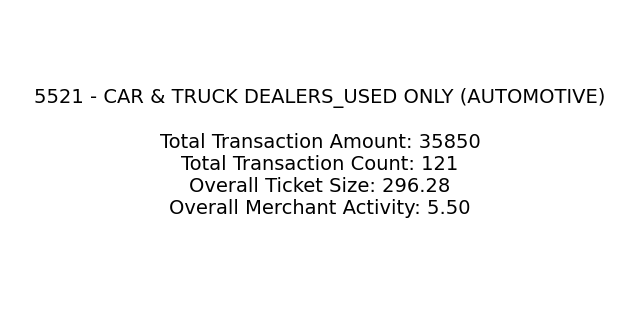 5521 - CAR & TRUCK DEALERS_USED ONLY (AUTOMOTIVE)
Total Transaction Amount: 35850
Total Transaction Count: 121
Overall Ticket Size: 296.28
Overall Merchant Activity: 5.50